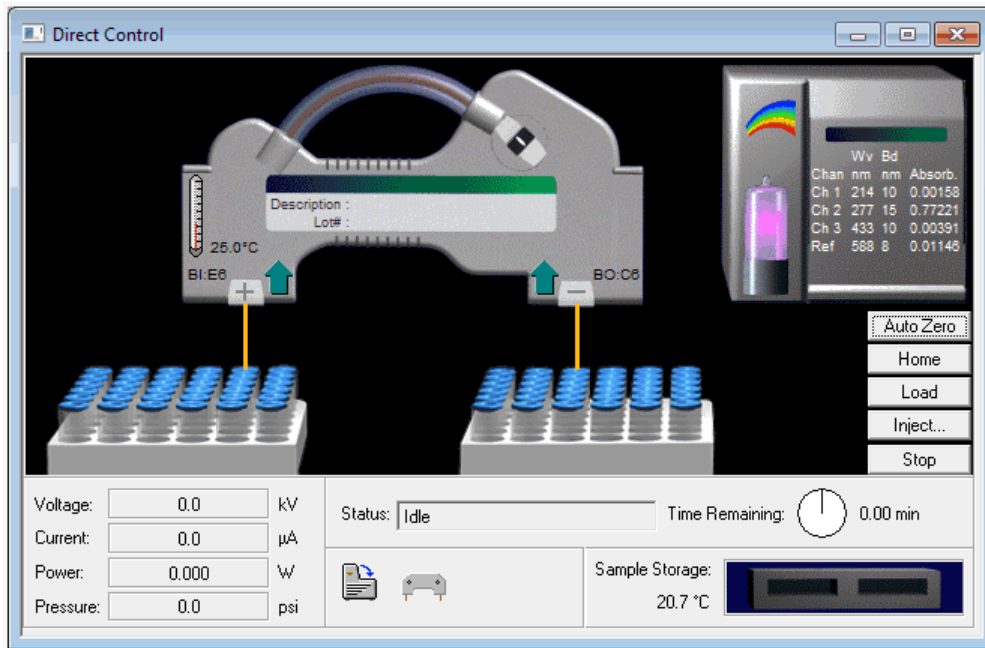 Direct Control
Description :
Lot# :
25.0°C
BI:E6
BO:C6
+
−
Wv Bd
Chan nm nm Absorb.
Ch 1 214 10 0.00158
Ch 2 277 15 0.77221
Ch 3 433 10 0.00391
Ref 588 8 0.01146
Auto Zero
Home
Load
Inject...
Stop
Voltage: 0.0 kV
Current: 0.0 µA
Power: 0.000 W
Pressure: 0.0 psi
Status: Idle
Time Remaining: 0.00 min
Sample Storage:
20.7 °C